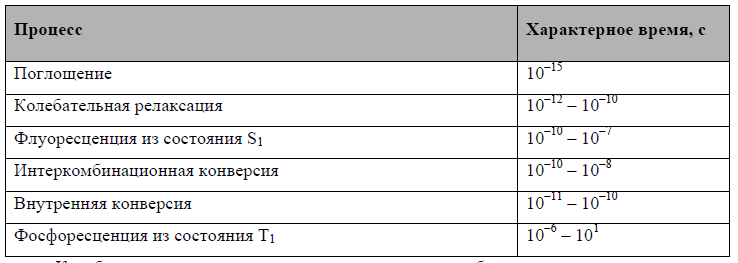 Процесс Характерное время, с
Поглощение 10⁻¹⁵
Колебательная релаксация 10⁻¹² – 10⁻¹⁰
Флуоресценция из состояния S₁ 10⁻¹⁰ – 10⁻⁷
Интеркомбинационная конверсия 10⁻¹⁰ – 10⁻⁸
Внутренняя конверсия 10⁻¹¹ – 10⁻¹⁰
Фосфоресценция из состояния T₁ 10⁻⁶ – 10¹